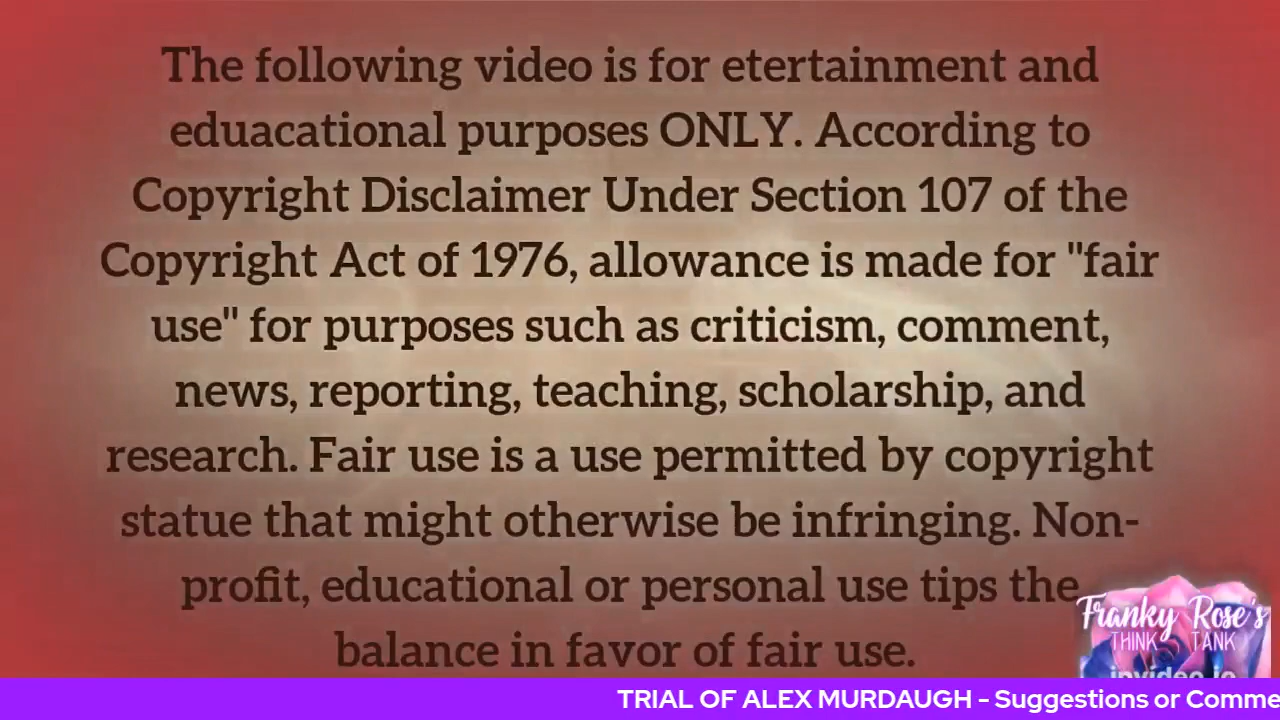 The following video is for etertainment and
eduacational purposes ONLY. According to
Copyright Disclaimer Under Section 107 of the
Copyright Act of 1976, allowance is made for "fair
use" for purposes such as criticism, comment,
news, reporting, teaching, scholarship, and
research. Fair use is a use permitted by copyright
statue that might otherwise be infringing. Non-
profit, educational or personal use tips the
balance in favor of fair use.
Franky Rose's
THINK TANK
invideo.io
TRIAL OF ALEX MURDAUGH - Suggestions or Comme